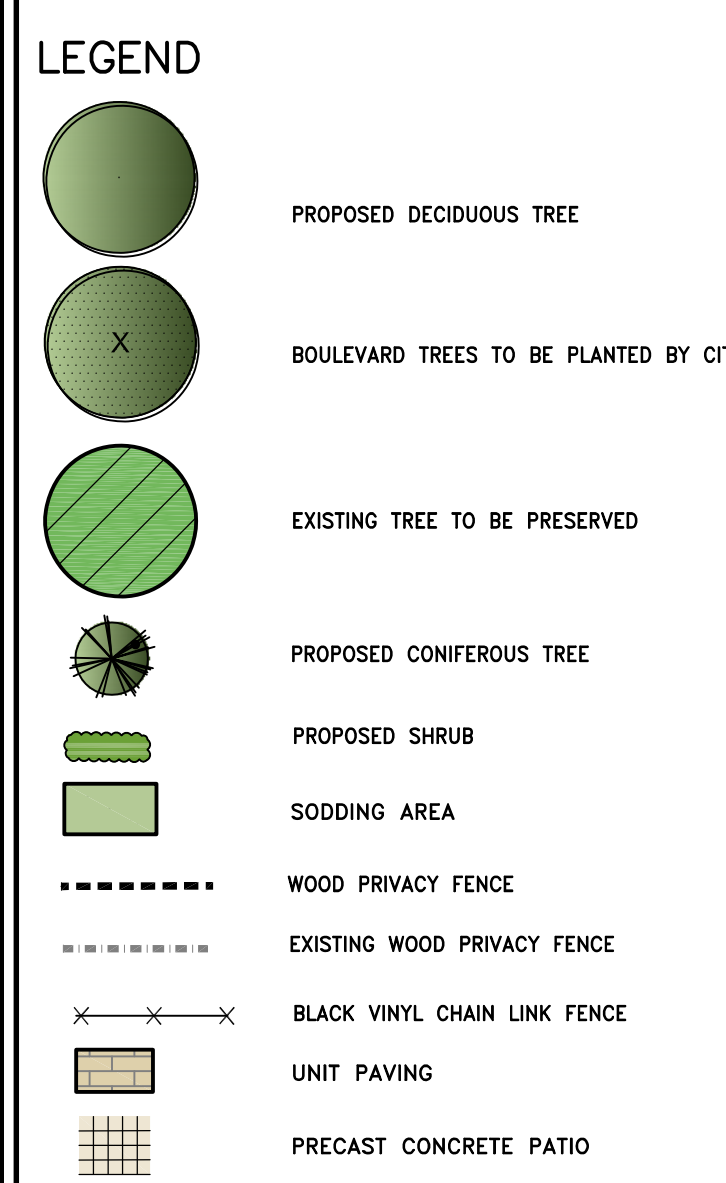 LEGEND
PROPOSED DECIDUOUS TREE
X
BOULEVARD TREES TO BE PLANTED BY
EXISTING TREE TO BE PRESERVED
PROPOSED CONIFEROUS TREE
PROPOSED SHRUB
SODDING AREA
WOOD PRIVACY FENCE
EXISTING WOOD PRIVACY FENCE
BLACK VINYL CHAIN LINK FENCE
UNIT PAVING
PRECAST CONCRETE PATIO